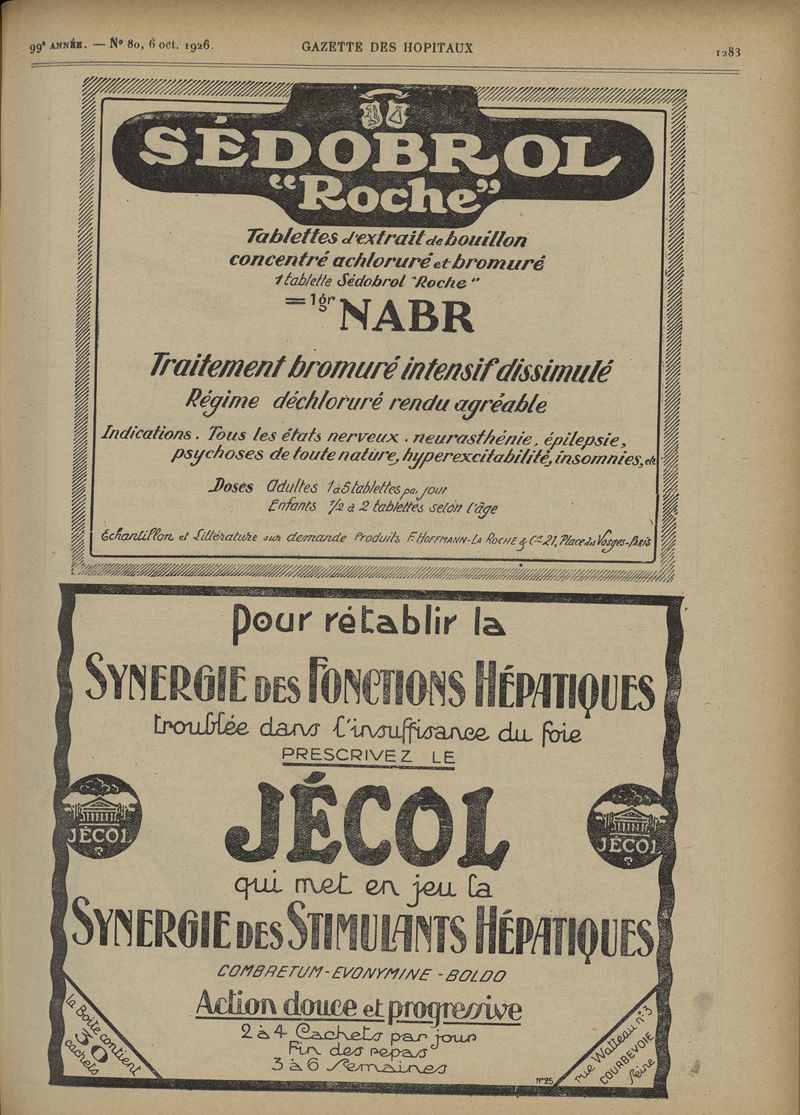 99e ANNÉE. — No 80, 6 oct. 1926. GAZETTE DES HOPITAUX 1283
SÉDOBROL
"Roche"
Tablettes d'extrait de bouillon
concentré achloruré et bromuré
1 tablette Sédobrol "Roche"
= 1gr NABR
Traitement bromuré intensif dissimulé
Régime déchloruré rendu agréable
Indications. Tous les états nerveux. neurasthénie, épilepsie,
psychoses de toute nature, hyperexcitabilité, insomnies, etc
Doses Adultes 1 à 5 tablettes par jour
Enfants 1/2 à 2 tablettes selon l'âge
Échantillon et Littérature sur demande Produits F. HOFFMANN-LA ROCHE & Cie 21, Place des Vosges-PARIS
pour rétablir la
SYNERGIE DES FONCTIONS HÉPATIQUES
troublée dans l'insuffisance du foie
PRESCRIVEZ LE
JÉCOL
JÉCOL
JÉCOL
qui met en jeu la
SYNERGIE DES STIMULANTS HÉPATIQUES
COMBRETUM - EVONYMINE - BOLDO
Action douce et progressive
2 à 4 Cachets par jour
Fin des repas
3 à 6 Semaines
la Boite contient
30
cachets
N°25
rue Watteau n°3
COURBEVOIE
Seine